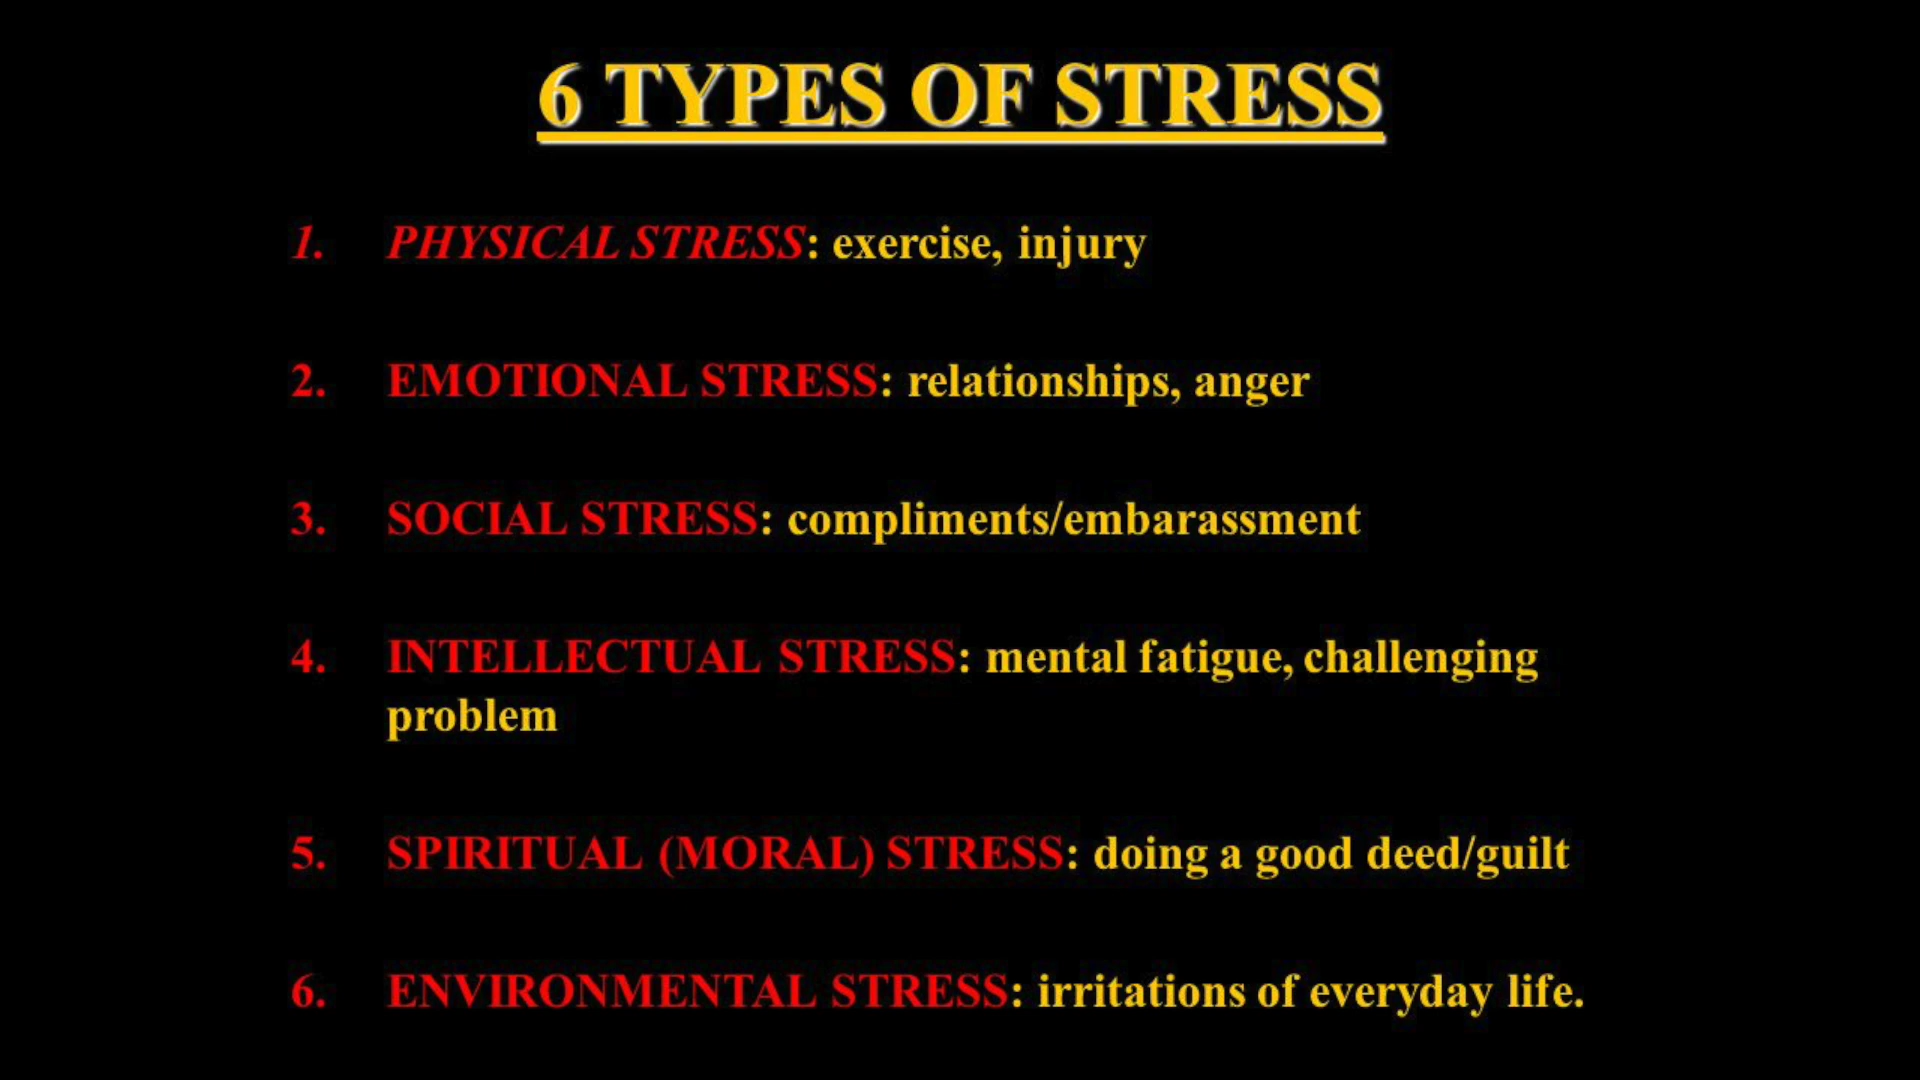 6 TYPES OF STRESS
1. PHYSICAL STRESS: exercise, injury
2. EMOTIONAL STRESS: relationships, anger
3. SOCIAL STRESS: compliments/embarassment
4. INTELLECTUAL STRESS: mental fatigue, challenging
problem
5. SPIRITUAL (MORAL) STRESS: doing a good deed/guilt
6. ENVIRONMENTAL STRESS: irritations of everyday life.